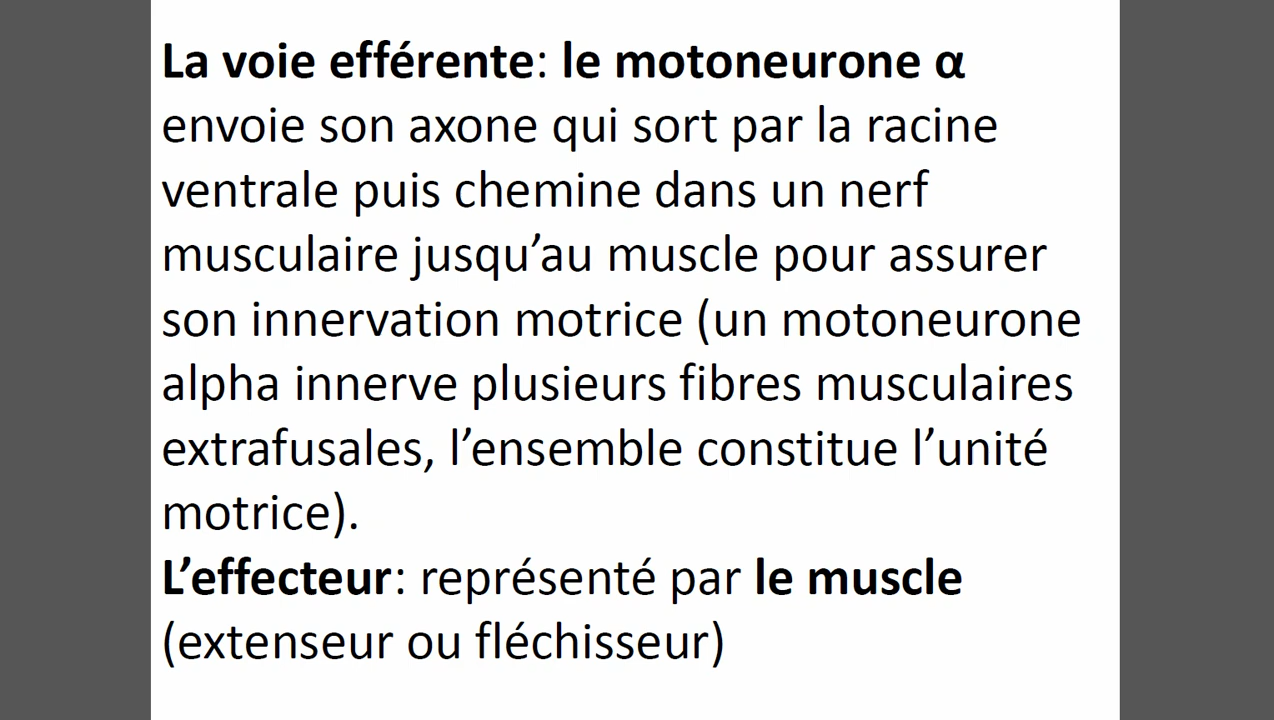 La voie efférente: le motoneurone α
envoie son axone qui sort par la racine
ventrale puis chemine dans un nerf
musculaire jusqu’au muscle pour assurer
son innervation motrice (un motoneurone
alpha innerve plusieurs fibres musculaires
extrafusales, l’ensemble constitue l’unité
motrice).
L’effecteur: représenté par le muscle
(extenseur ou fléchisseur)